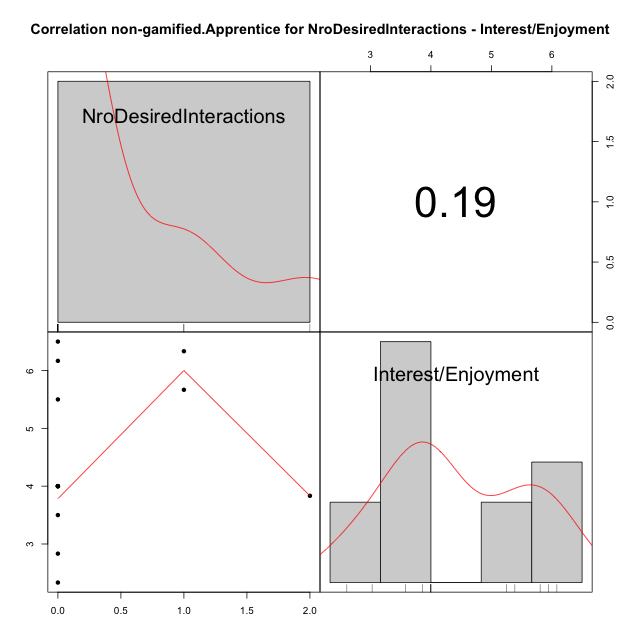 Correlation non-gamified.Apprentice for NroDesiredInteractions - Interest/Enjoyment
3 4 5 6
NroDesiredInteractions
0.19
2.0
1.5
1.0
0.5
0.0
6
5
4
3
Interest/Enjoyment
0.0 0.5 1.0 1.5 2.0